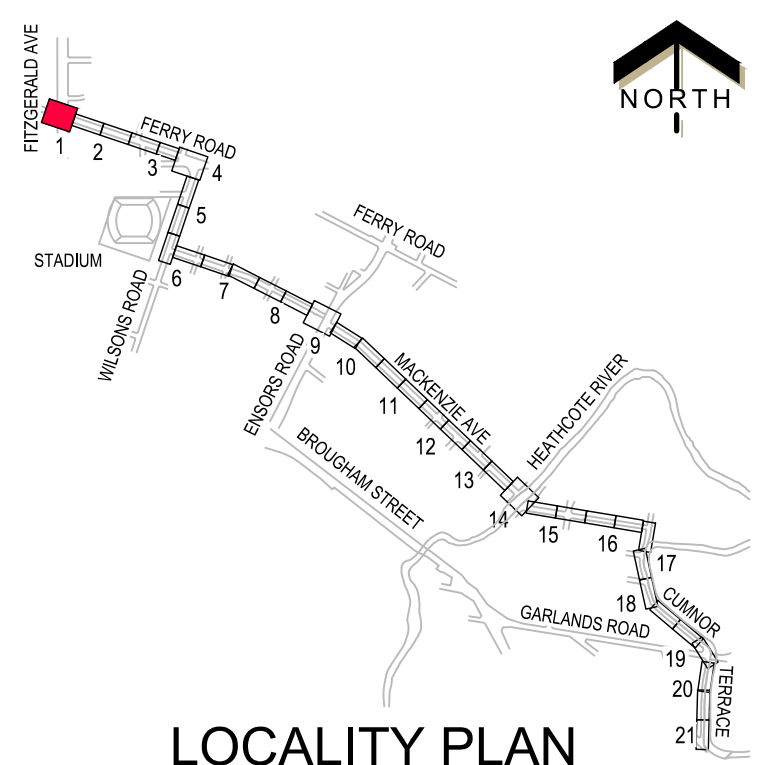 FITZGERALD AVE
NORTH
1
2
3
FERRY ROAD
4
5
STADIUM
6
WILSONS ROAD
7
8
FERRY ROAD
9
ENSORS ROAD
10
MACKENZIE AVE
11
12
13
HEATHCOTE RIVER
BROUGHAM STREET
14
15
16
17
18
CUMNOR
GARLANDS ROAD
19
20
TERRACE
21
LOCALITY PLAN